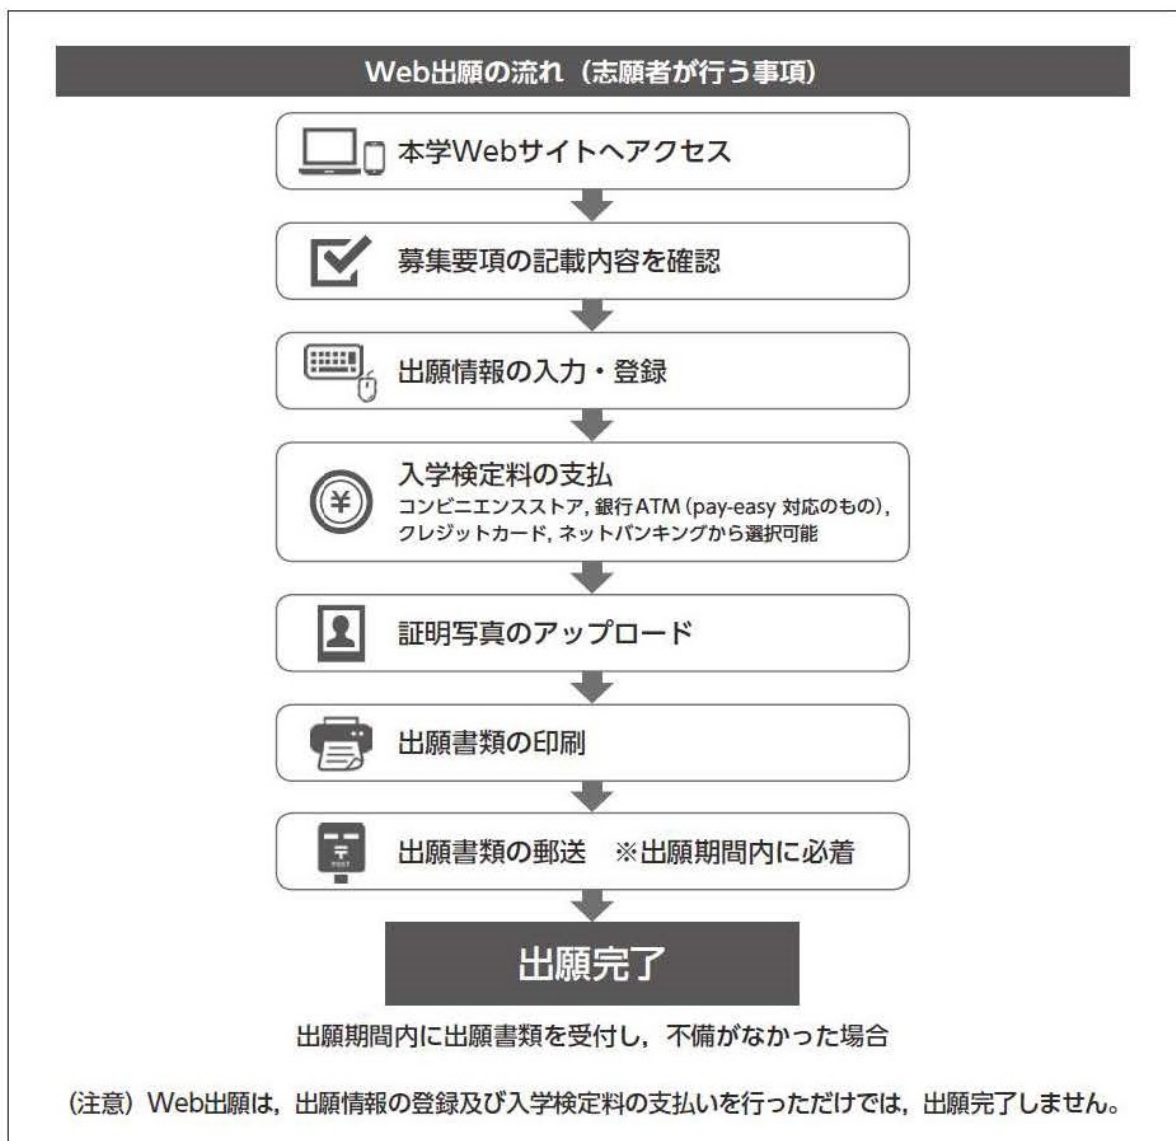 Web出願の流れ（志願者が行う事項）
本学Webサイトへアクセス
募集要項の記載内容を確認
出願情報の入力・登録
¥
入学検定料の支払
コンビニエンスストア, 銀行ATM（pay-easy 対応のもの）,
クレジットカード, ネットバンキングから選択可能
証明写真のアップロード
出願書類の印刷
〒
POST
出願書類の郵送　※出願期間内に必着
出願完了
出願期間内に出願書類を受付し，不備がなかった場合
（注意）Web出願は，出願情報の登録及び入学検定料の支払いを行っただけでは，出願完了しません。